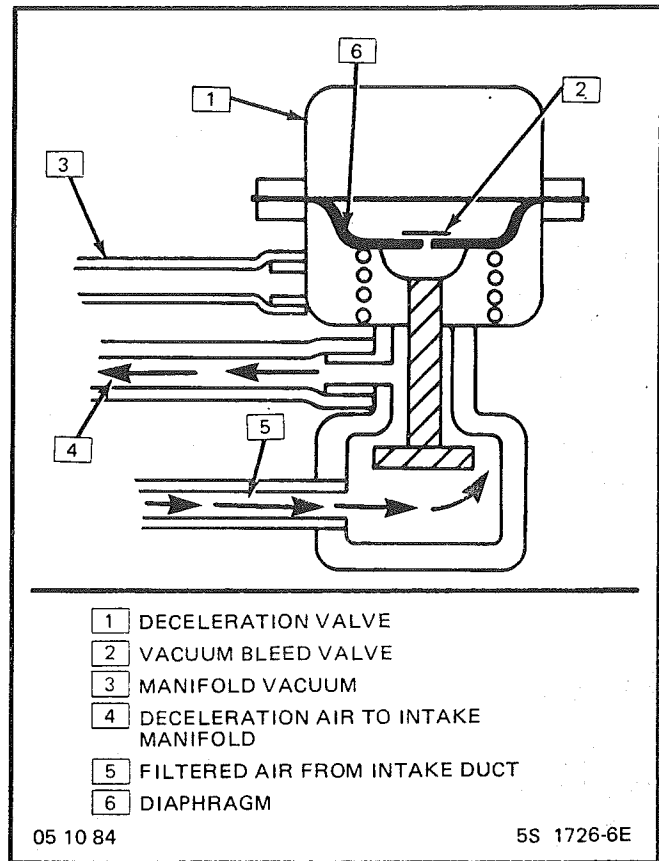 6
1
2
3
4
5
1 DECELERATION VALVE
2 VACUUM BLEED VALVE
3 MANIFOLD VACUUM
4 DECELERATION AIR TO INTAKE
MANIFOLD
5 FILTERED AIR FROM INTAKE DUCT
6 DIAPHRAGM
05 10 84 5S 1726-6E